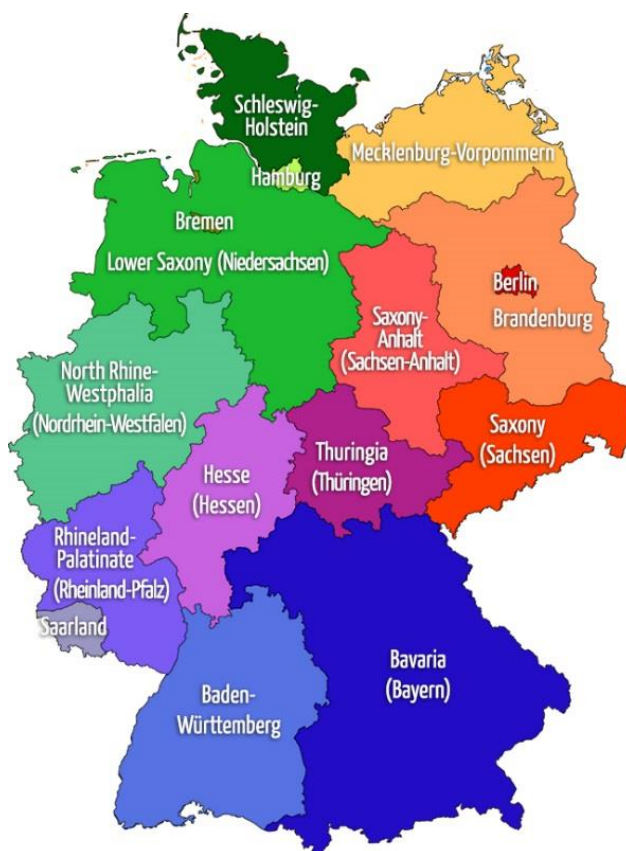 Schleswig-
Holstein
Mecklenburg-Vorpommern
Hamburg
Bremen
Lower Saxony (Niedersachsen)
Berlin
Brandenburg
Saxony-
Anhalt
(Sachsen-Anhalt)
North Rhine-
Westphalia
(Nordrhein-Westfalen)
Saxony
(Sachsen)
Thuringia
(Thüringen)
Hesse
(Hessen)
Rhineland-
Palatinate
(Rheinland-Pfalz)
Saarland
Bavaria
(Bayern)
Baden-
Württemberg